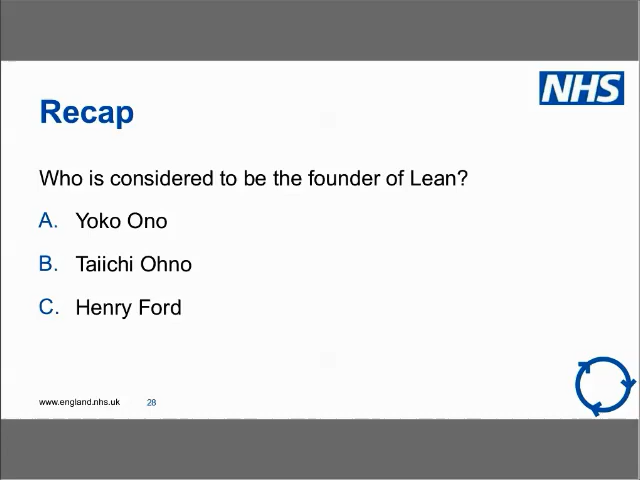 NHS
Recap
Who is considered to be the founder of Lean?
A. Yoko Ono
B. Taiichi Ohno
C. Henry Ford
www.england.nhs.uk 28